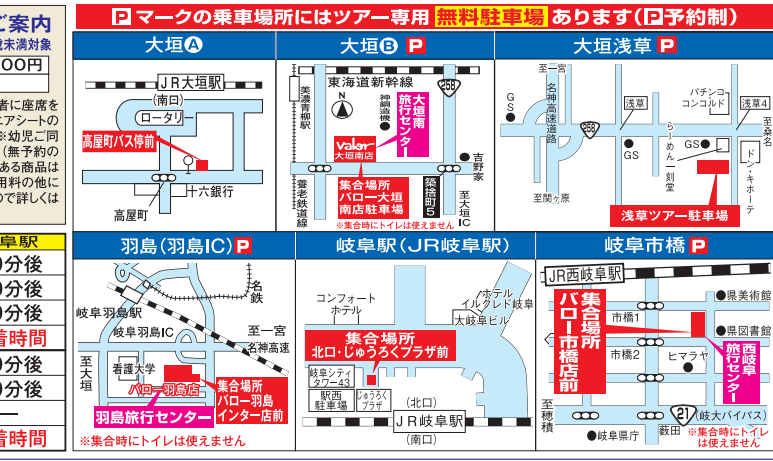 Pマークの乗車場所にはツアー専用 無料駐車場 あります(P予約制)
ご案内
歳未満対象
00円
者に座席を
ェアシートの
※幼児ご同
(無予約の
ある商品は
用料の他に
ので詳しくは
阜駅
分後
分後
分後
着時間
分後
分後
ー
着時間
大垣A
JR大垣駅
(南口)
ロータリー
高屋町バス停前
十六銀行
高屋町
大垣B P
東海道新幹線
258
美濃青柳駅
N
神鋼造機
大垣南
旅行センター
Valor
大垣南店
吉野家
集合場所
バロー大垣
南店駐車場
築捨町5
養老鉄道線
至大垣IC
※集合時にトイレは使えません
大垣浅草 P
至一宮
名神高速道路
パチンコ
コンコルド
GS
浅草
浅草4
258
至桑名
GS
らーめん一刻堂
GS
ドン・キホーテ
至関ヶ原
浅草ツアー駐車場
羽島(羽島IC) P
名鉄
岐阜羽島駅
岐阜羽島IC
至一宮
名神高速
至大垣
看護大学
バロー羽島店
集合場所
バロー羽島
インター店前
羽島旅行センター
※集合時にトイレは使えません
岐阜駅(JR岐阜駅)
コンフォート
ホテル
ホテル
イルグレド岐阜
大岐阜ビル
集合場所
北口・じゅうろくプラザ前
岐阜シティ
タワー43
駅西
駐車場
じゅうろく
プラザ
(北口)
JR岐阜駅
(南口)
岐阜市橋 P
JR西岐阜駅
県美術館
集合場所
バロー市橋店前
市橋1
県図書館
市橋2
ヒマラヤ
西岐阜
旅行センター
至穂積
21
(岐大バイパス)
岐阜県庁
薮田
※集合時にトイレ
は使えません